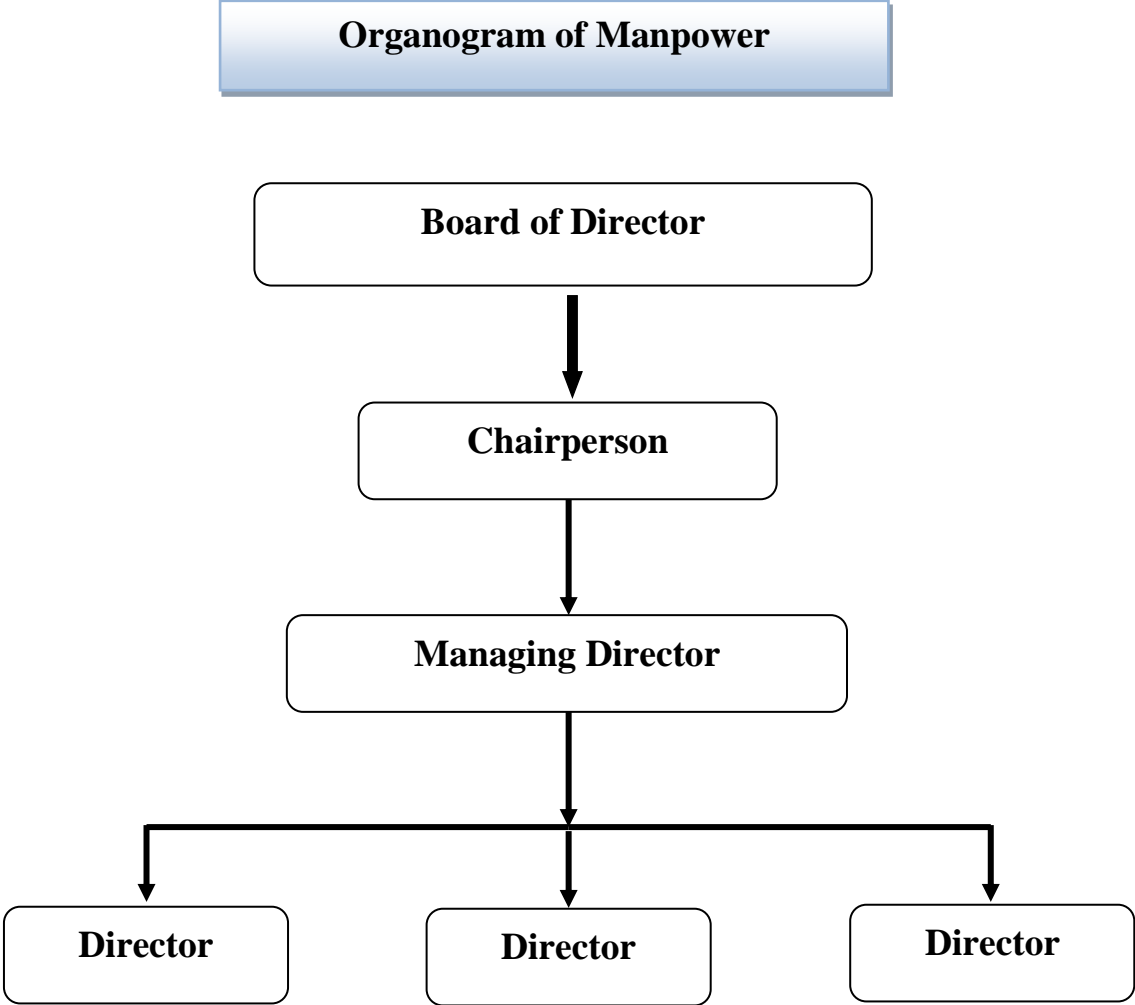 Organogram of Manpower
Board of Director
Chairperson
Managing Director
Director
Director
Director